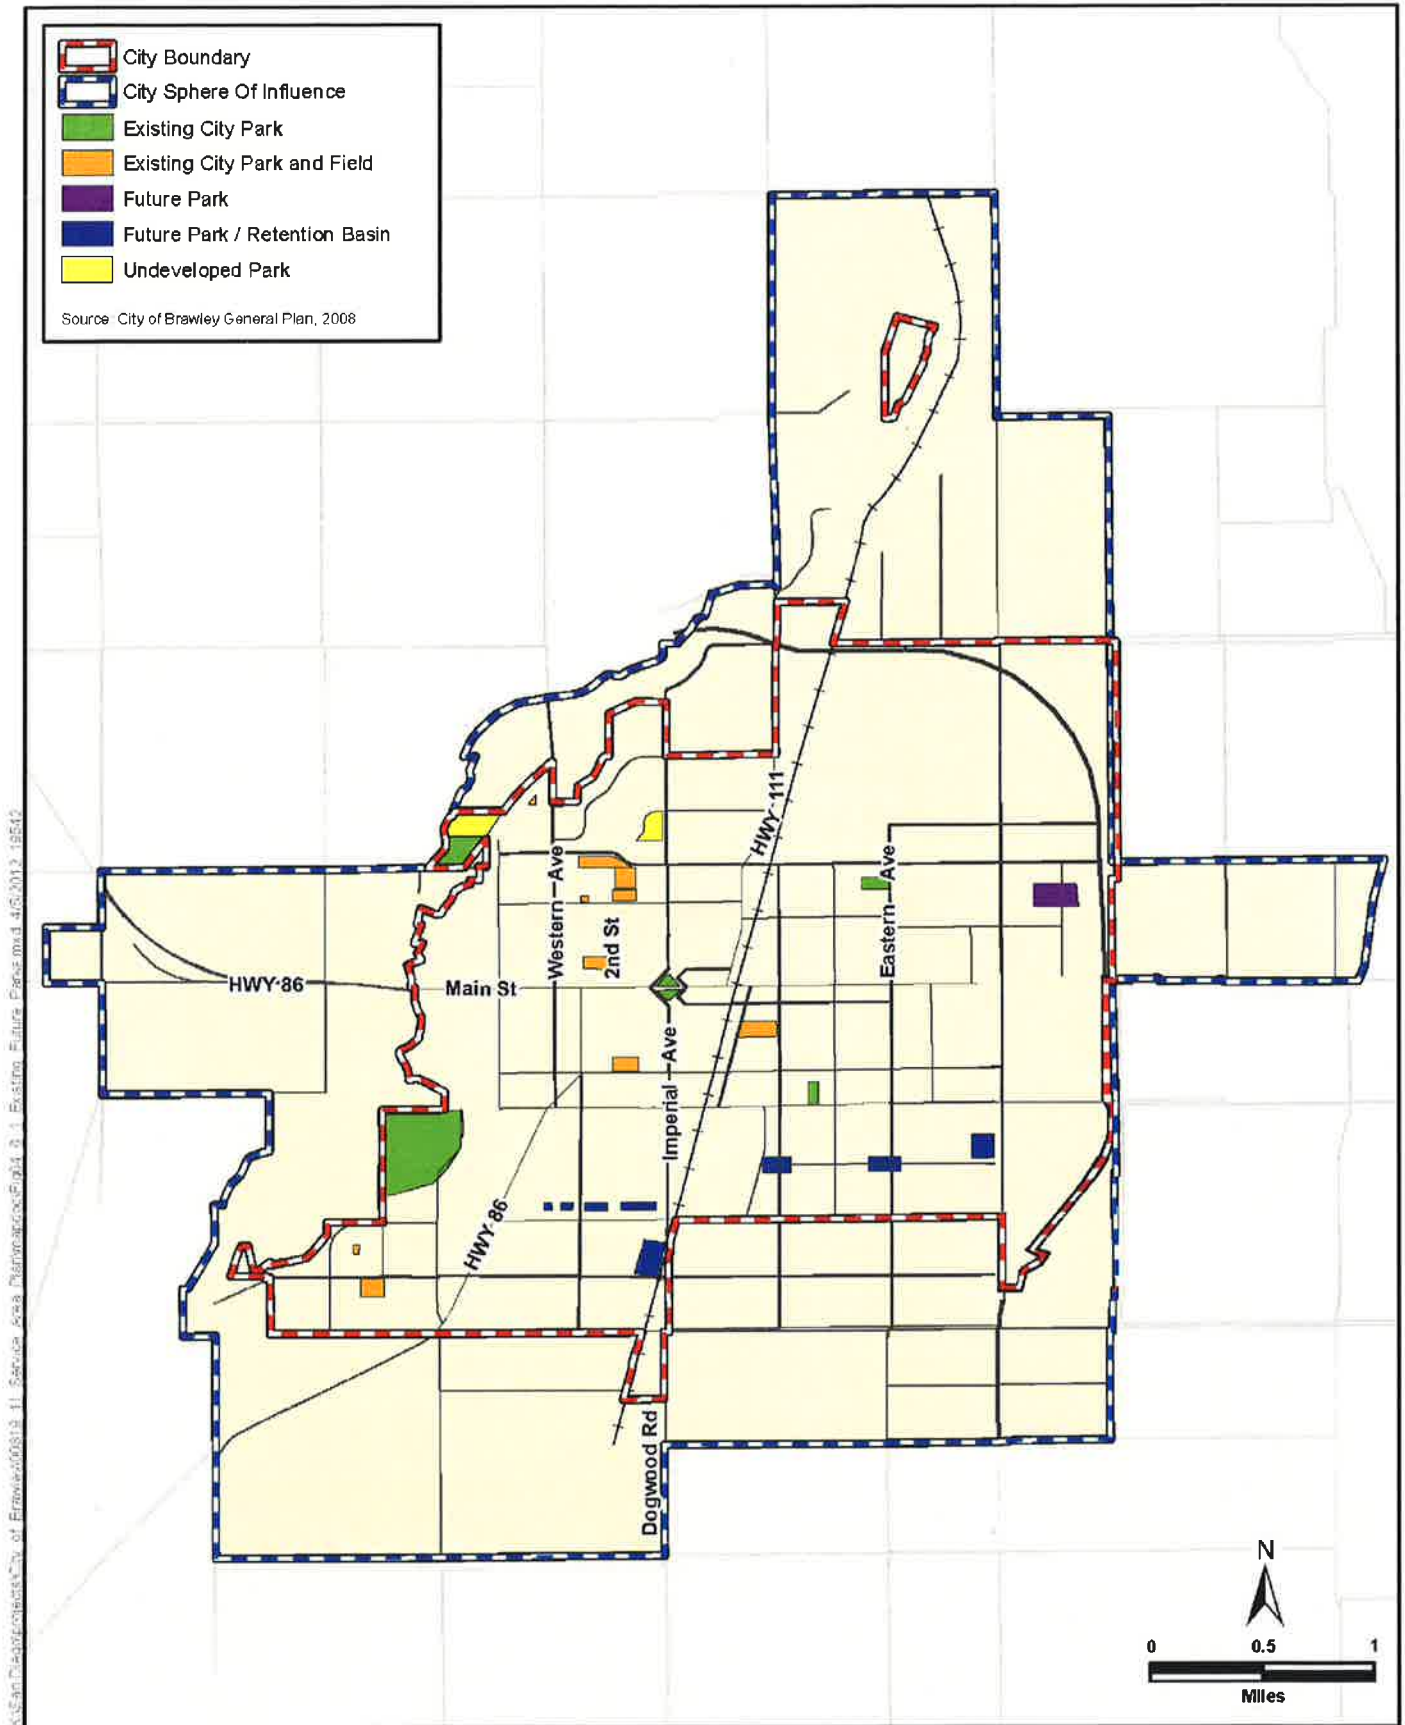 City Boundary
City Sphere Of Influence
Existing City Park
Existing City Park and Field
Future Park
Future Park / Retention Basin
Undeveloped Park
Source: City of Brawley General Plan, 2008
HWY 111
Western Ave
2nd St
Eastern Ave
HWY 86
Main St
Imperial Ave
HWY 86
Dogwood Rd
N
0 0.5 1
Miles